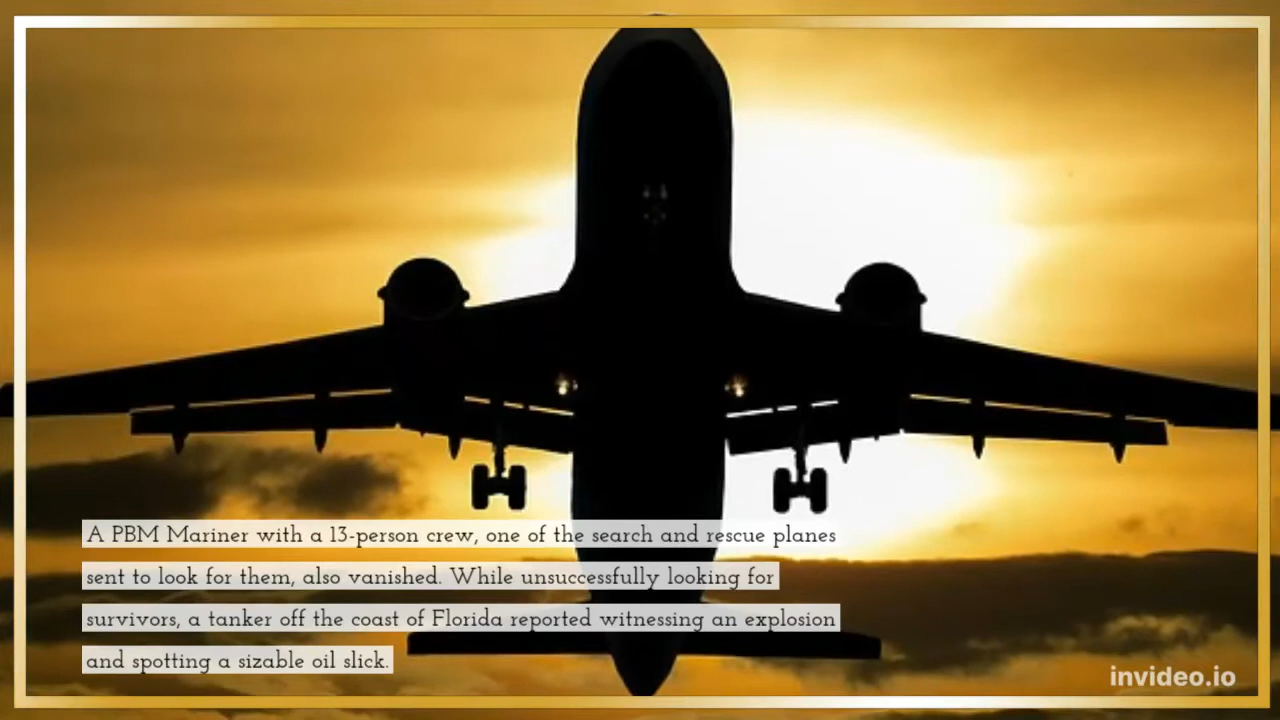 A PBM Mariner with a 13-person crew, one of the search and rescue planes
sent to look for them, also vanished. While unsuccessfully looking for
survivors, a tanker off the coast of Florida reported witnessing an explosion
and spotting a sizable oil slick.
invideo.io